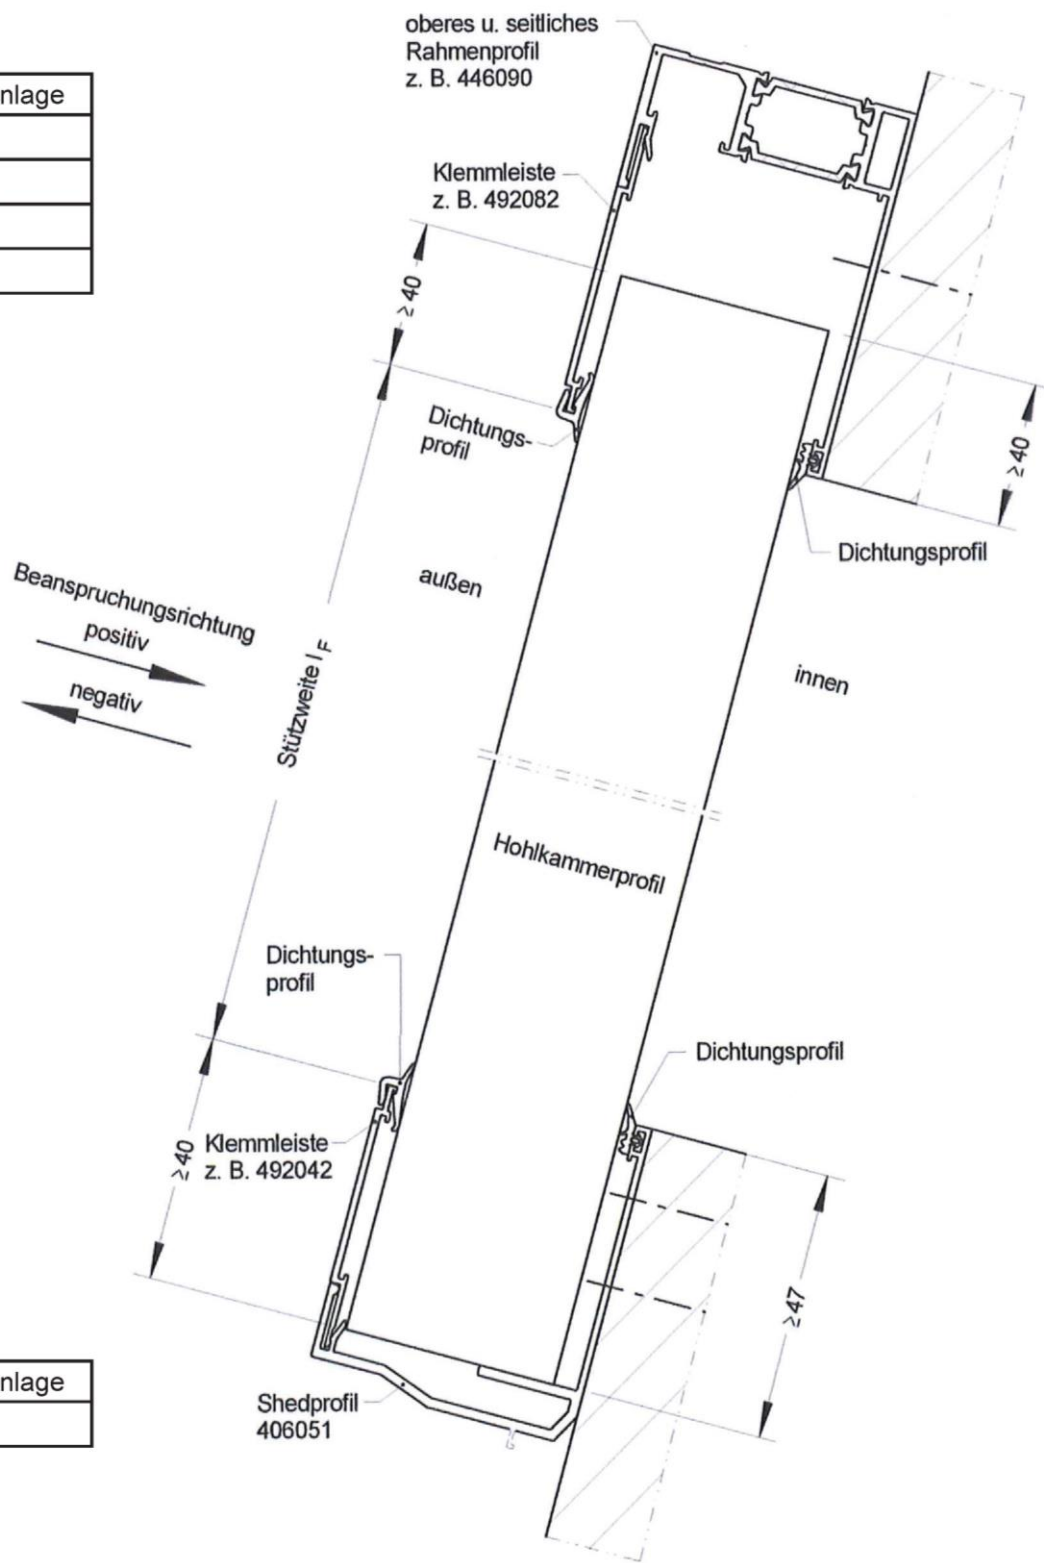 oberes u. seitliches
Rahmenprofil
z. B. 446090
nlage
Klemmleiste
z. B. 492082
≥40
Dichtungs-
profil
≥40
Dichtungsprofil
außen
Beanspruchungsrichtung
positiv
negativ
innen
Stützweite l F
Hohlkammerprofil
Dichtungs-
profil
Dichtungsprofil
≥40
Klemmleiste
z. B. 492042
≥47
nlage
Shedprofil
406051